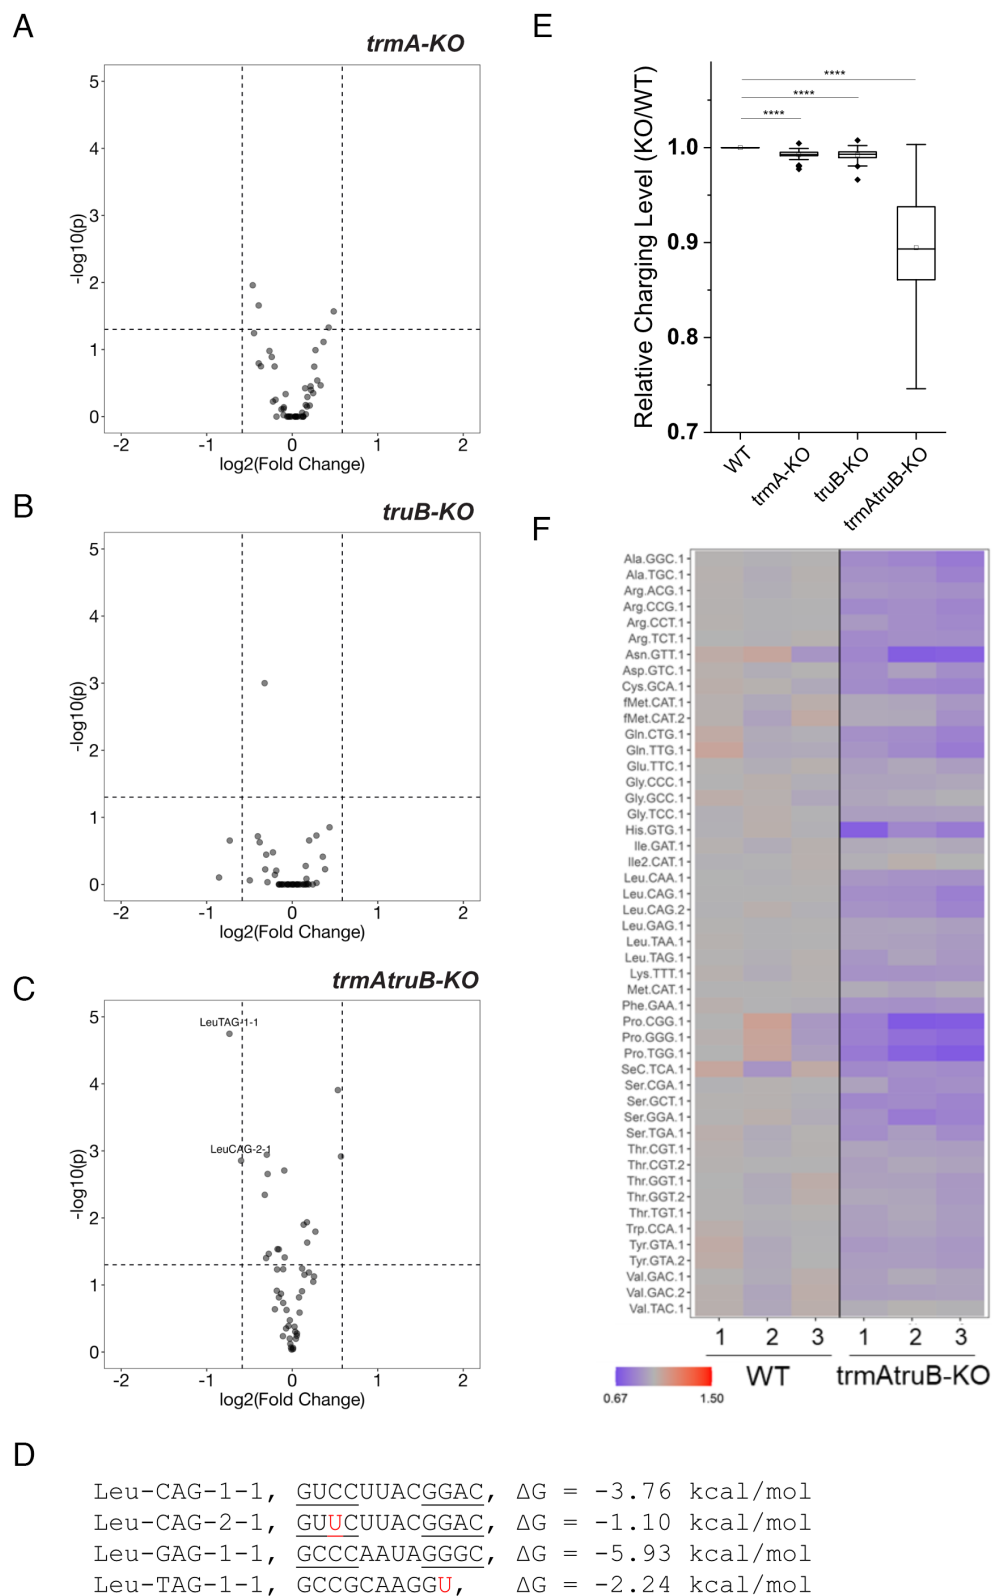 A
trmA-KO
5
4
3
2
1
0
-log10(p)
-2 -1 0 1 2
log2(Fold Change)
B
truB-KO
5
4
3
2
1
0
-log10(p)
-2 -1 0 1 2
log2(Fold Change)
C
trmAtruB-KO
LeuTAG-1-1
LeuCAG-2-1
5
4
3
2
1
0
-log10(p)
-2 -1 0 1 2
log2(Fold Change)
E
****
****
****
Relative Charging Level (KO/WT)
1.0
0.9
0.8
0.7
WT
trmA-KO
truB-KO
trmAtruB-KO
F
Ala.GGC.1
Ala.TGC.1
Arg.ACG.1
Arg.CCG.1
Arg.CCT.1
Arg.TCT.1
Asn.GTT.1
Asp.GTC.1
Cys.GCA.1
fMet.CAT.1
fMet.CAT.2
Gln.CTG.1
Gln.TTG.1
Glu.TTC.1
Gly.CCC.1
Gly.GCC.1
Gly.TCC.1
His.GTG.1
Ile.GAT.1
Ile2.CAT.1
Leu.CAA.1
Leu.CAG.1
Leu.CAG.2
Leu.GAG.1
Leu.TAA.1
Leu.TAG.1
Lys.TTT.1
Met.CAT.1
Phe.GAA.1
Pro.CGG.1
Pro.GGG.1
Pro.TGG.1
SeC.TCA.1
Ser.CGA.1
Ser.GCT.1
Ser.GGA.1
Ser.TGA.1
Thr.CGT.1
Thr.CGT.2
Thr.GGT.1
Thr.GGT.2
Thr.TGT.1
Trp.CCA.1
Tyr.GTA.1
Tyr.GTA.2
Val.GAC.1
Val.GAC.2
Val.TAC.1
1 2 3 1 2 3
WT trmAtruB-KO
0.67 1.50
D
Leu-CAG-1-1, GUCCUUACGGAC, ΔG = -3.76 kcal/mol
Leu-CAG-2-1, GUUCUUACGGAC, ΔG = -1.10 kcal/mol
Leu-GAG-1-1, GCCCAAUAGGGC, ΔG = -5.93 kcal/mol
Leu-TAG-1-1, GCCGCAAGGU, ΔG = -2.24 kcal/mol